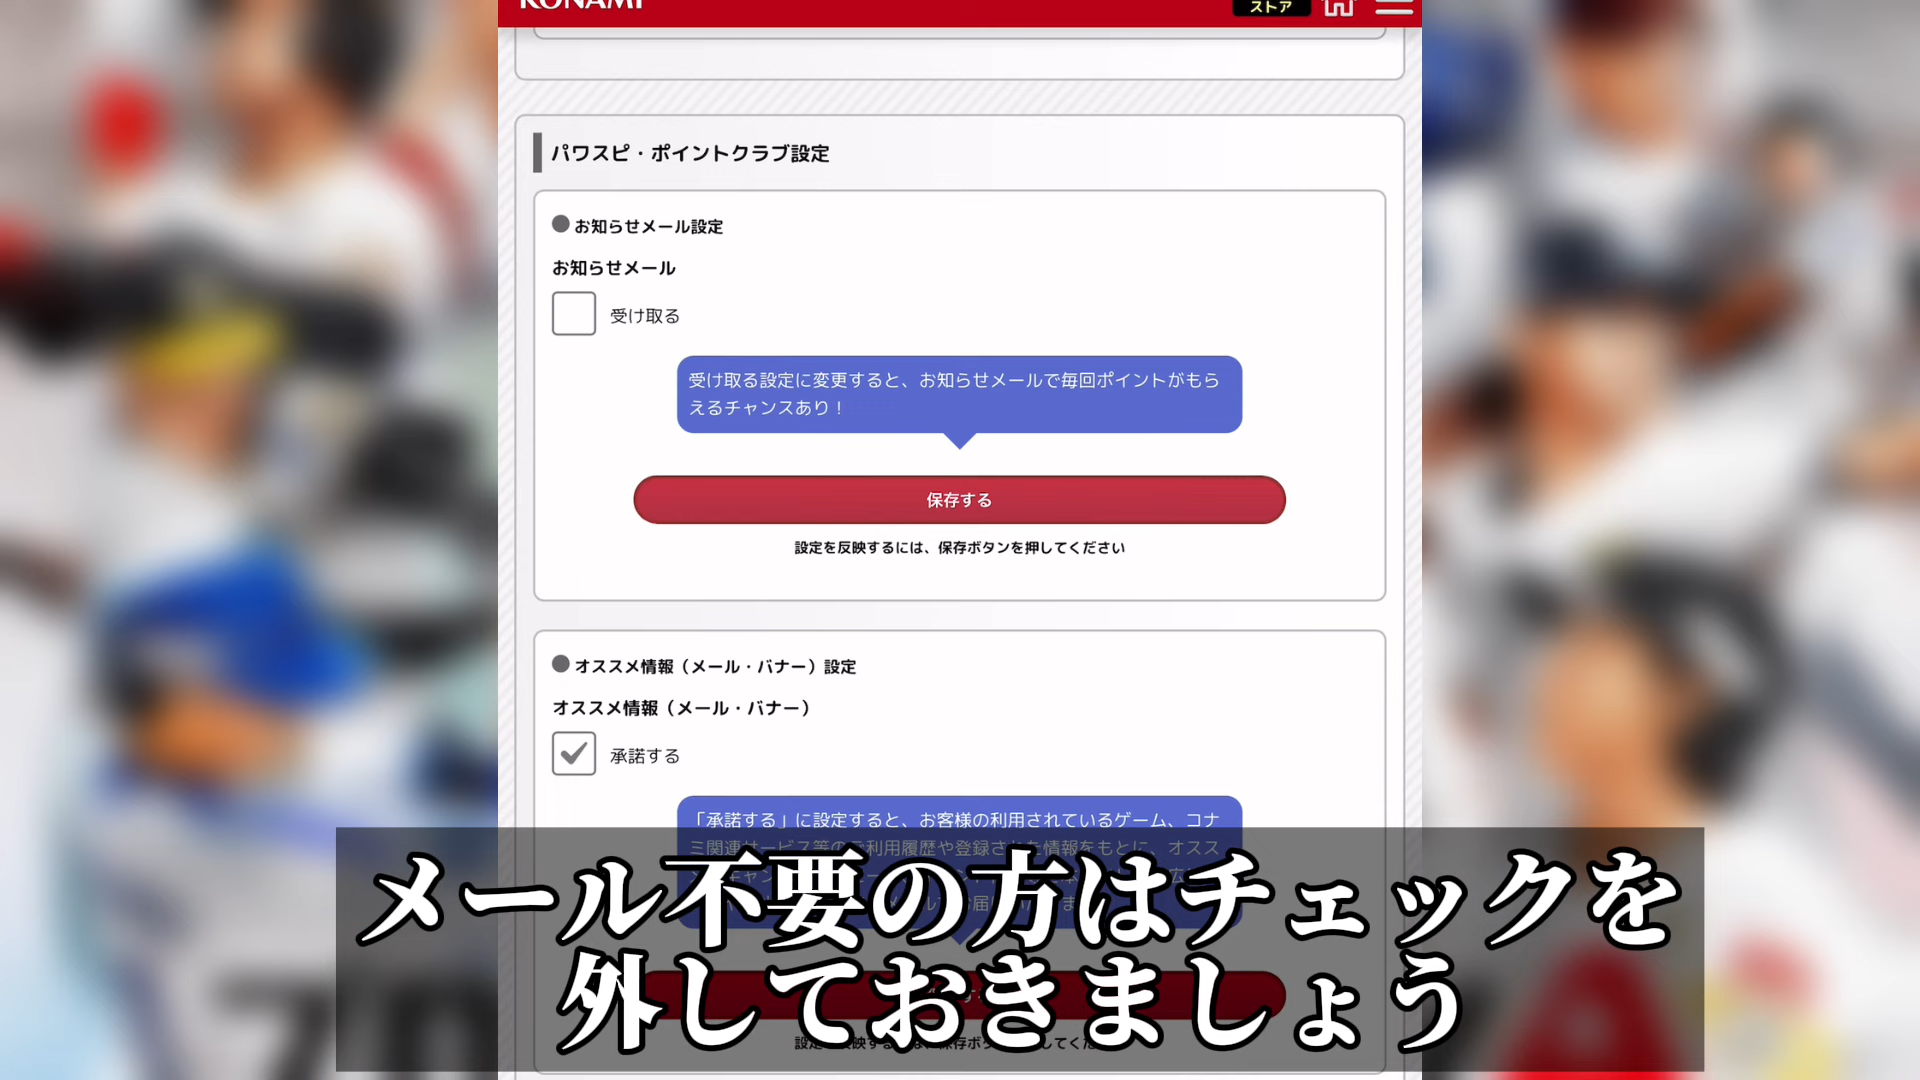 KONAMI
ストア
パワスピ・ポイントクラブ設定
お知らせメール設定
お知らせメール
受け取る
受け取る設定に変更すると、お知らせメールで毎回ポイントがもら
えるチャンスあり！
保存する
設定を反映するには、保存ボタンを押してください
オススメ情報（メール・バナー）設定
オススメ情報（メール・バナー）
承諾する
「承諾する」に設定すると、お客様の利用されているゲーム、コナ
メール不要の方はチェックを
外しておきましょう